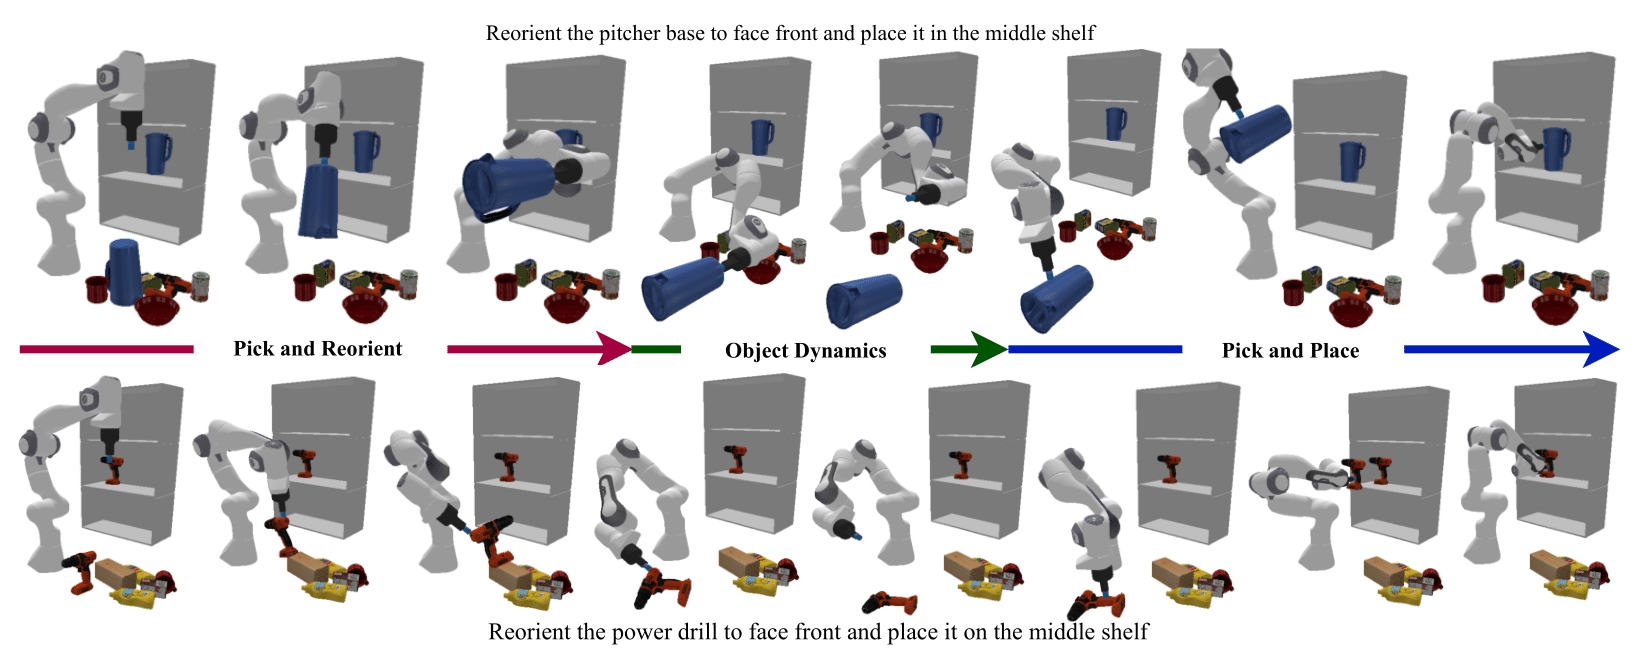 Reorient the pitcher base to face front and place it in the middle shelf
Pick and Reorient
Object Dynamics
Pick and Place
Reorient the power drill to face front and place it on the middle shelf